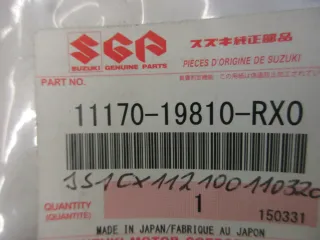 SGP
スズキ純正部品
SUZUKI
GENUINE PARTS
PIÈCES D'ORIGINE DE SUZUKI
PART NO.
11170-19810-RX0
JS1CX112100110320
QUANTITY
(QUANTITÉ)
1
150331
MADE IN JAPAN/FABRIQUE AU JAPON